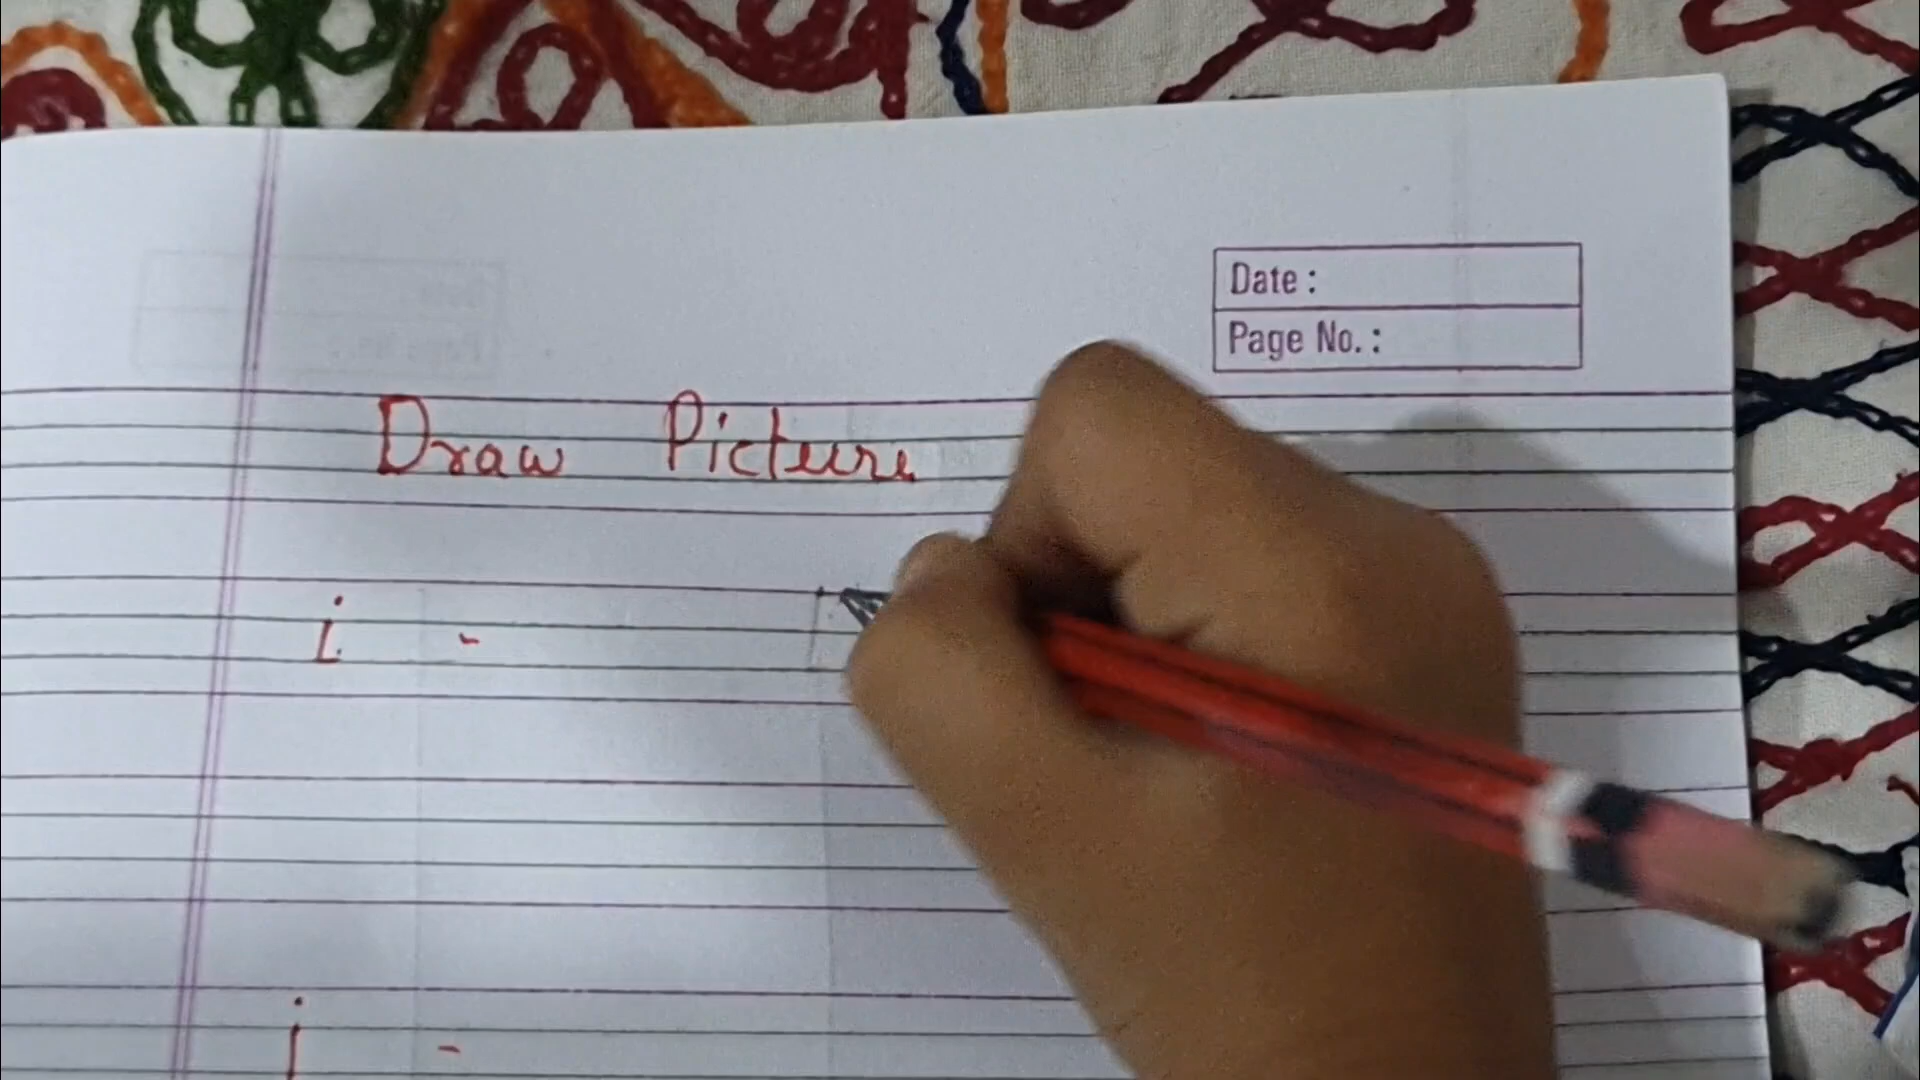 Date :
Page No. :
Draw Picture
i -
j -